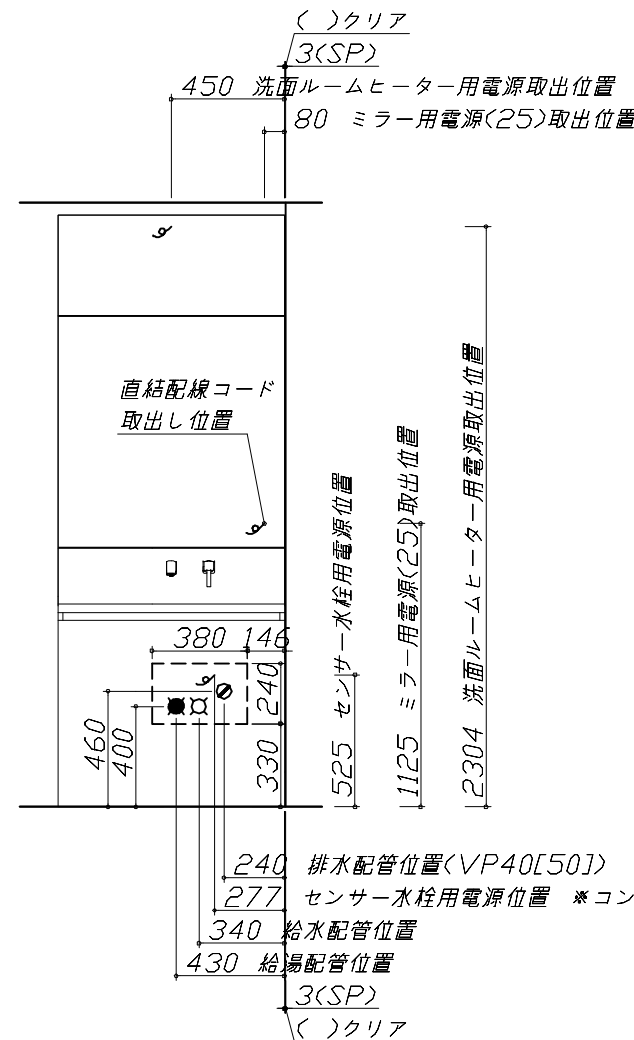 ( )クリア
3(SP)
450 洗面ルームヒーター用電源取出位置
80 ミラー用電源(25)取出位置
直結配線コード
取出し位置
2304 洗面ルームヒーター用電源取出位置
1125 ミラー用電源(25)取出位置
525 センサー水栓用電源位置
380
146
240
330
460
400
240 排水配管位置(VP40[50])
277 センサー水栓用電源位置 ※コン
340 給水配管位置
430 給湯配管位置
3(SP)
( )クリア